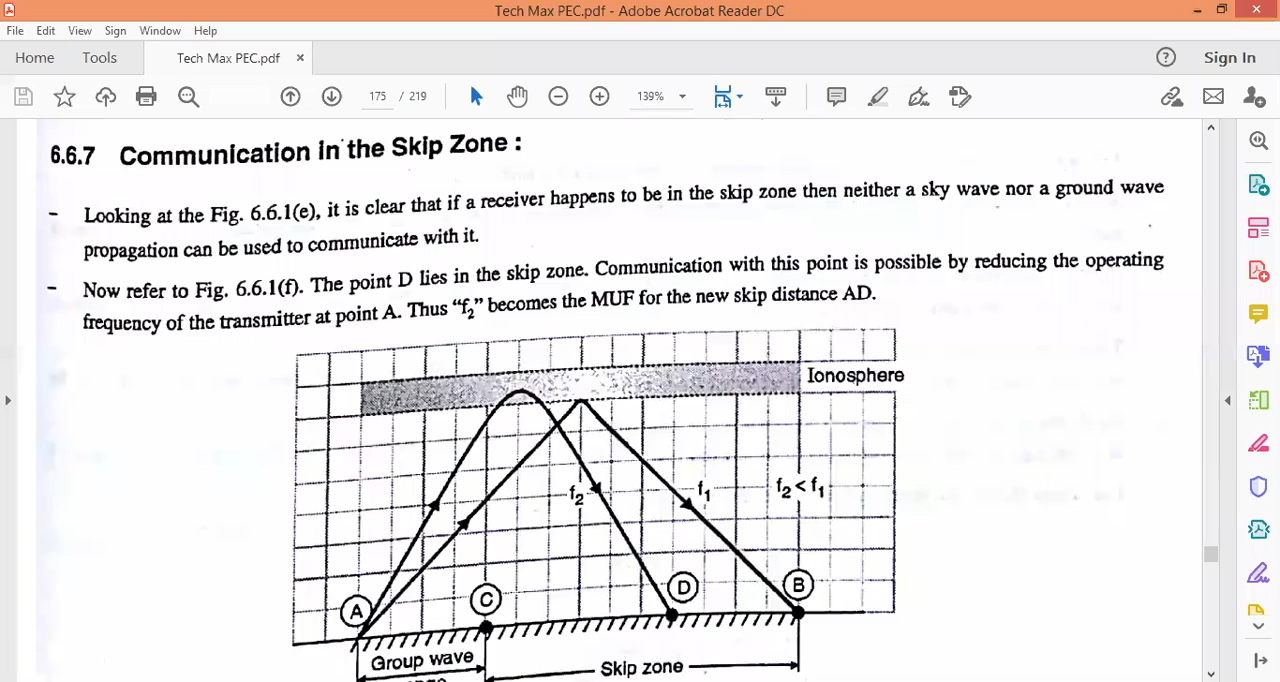 Tech Max PEC.pdf - Adobe Acrobat Reader DC
File Edit View Sign Window Help
Home Tools Tech Max PEC.pdf × Sign In
175 / 219 139%
6.6.7 Communication in the Skip Zone :
- Looking at the Fig. 6.6.1(e), it is clear that if a receiver happens to be in the skip zone then neither a sky wave nor a ground wave
propagation can be used to communicate with it.
- Now refer to Fig. 6.6.1(f). The point D lies in the skip zone. Communication with this point is possible by reducing the operating
frequency of the transmitter at point A. Thus “f₂” becomes the MUF for the new skip distance AD.
Ionosphere
f₂ f₁ f₂ < f₁
A C D B
Group wave
Skip zone